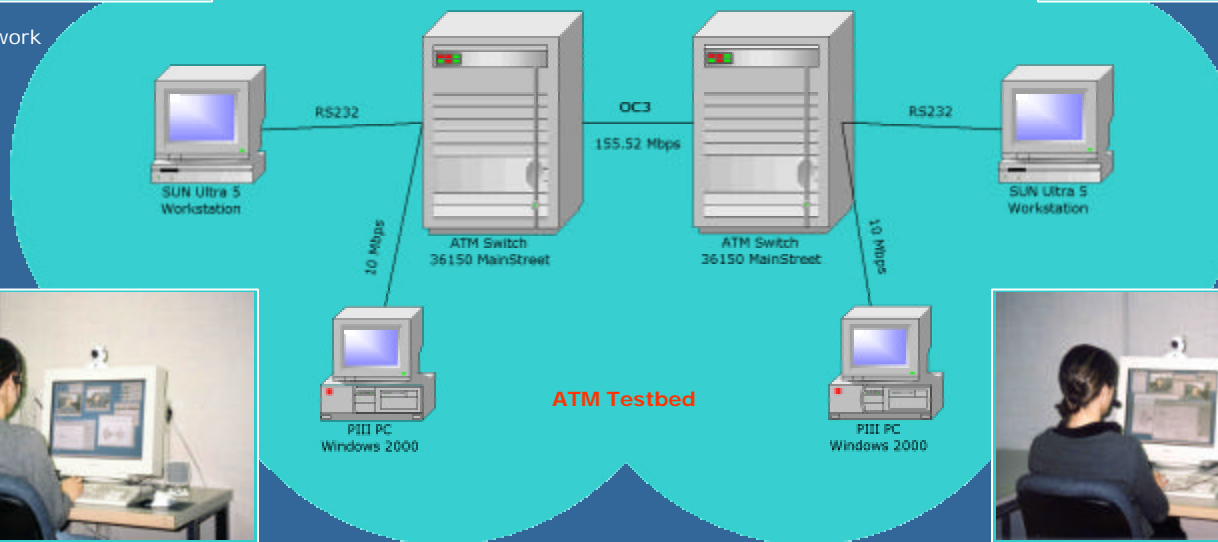 RS232
OC3
155.52 Mbps
RS232
SUN Ultra 5
Workstation
SUN Ultra 5
Workstation
10 Mbps
ATM Switch
36150 MainStreet
ATM Switch
36150 MainStreet
10 Mbps
ATM Testbed
PIII PC
Windows 2000
PIII PC
Windows 2000